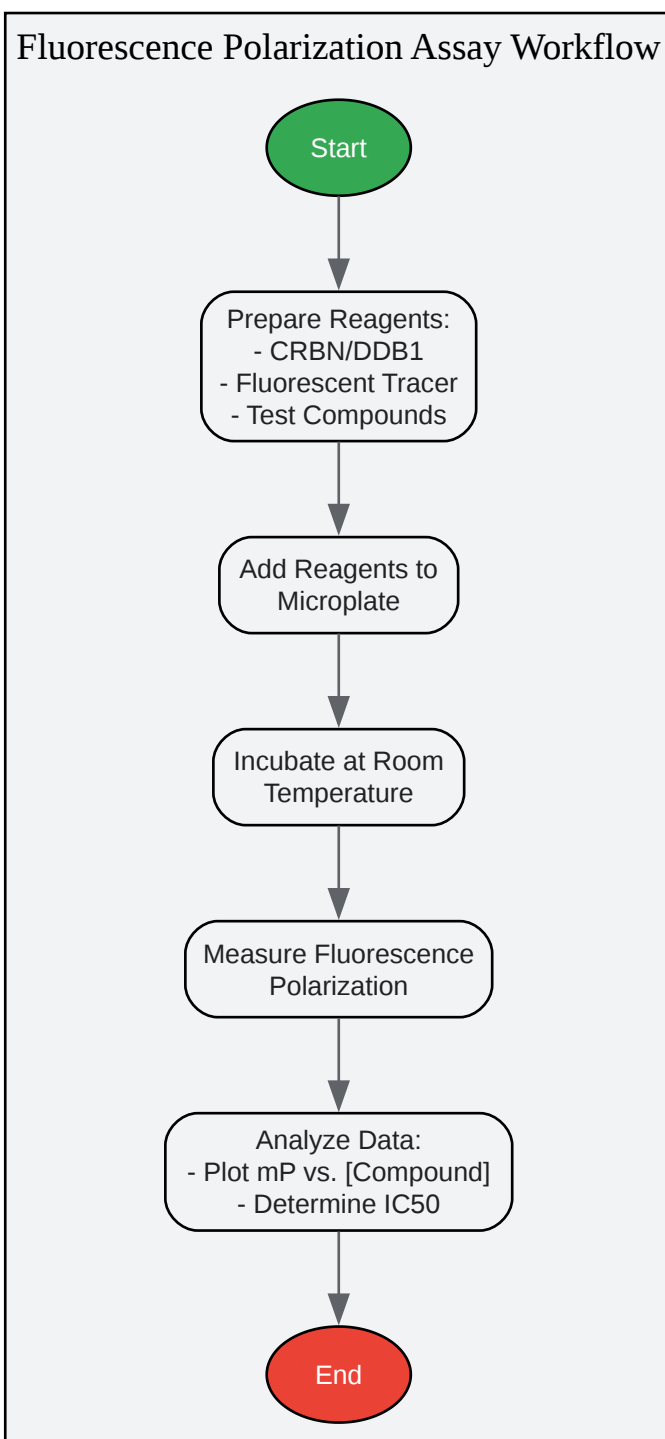 Fluorescence Polarization Assay Workflow
Start
Prepare Reagents:
- CRBN/DDB1
- Fluorescent Tracer
- Test Compounds
Add Reagents to
Microplate
Incubate at Room
Temperature
Measure Fluorescence
Polarization
Analyze Data:
- Plot mP vs. [Compound]
- Determine IC50
End